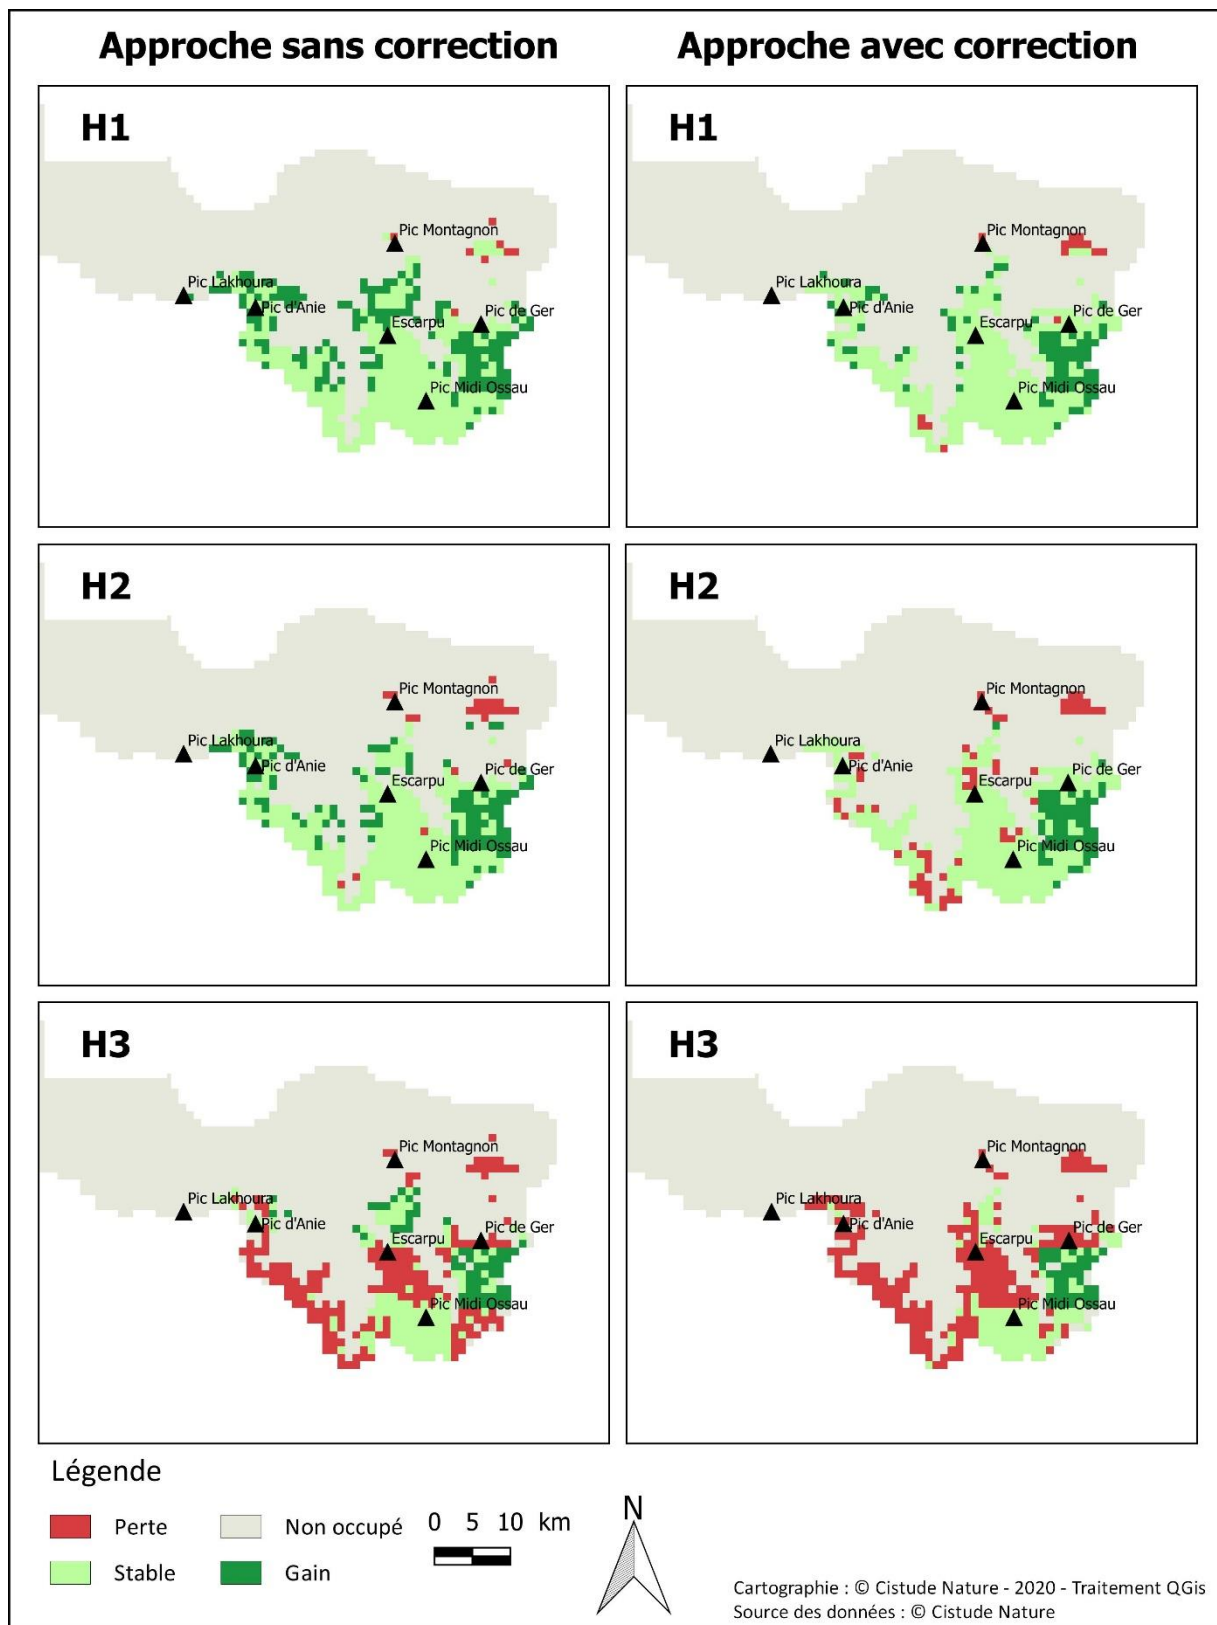 Approche sans correction
Approche avec correction
H1
Pic Montagnon
Pic Lakhoura
Pic d'Anie
Escarpu
Pic de Ger
Pic Midi Ossau
H1
Pic Montagnon
Pic Lakhoura
Pic d'Anie
Escarpu
Pic de Ger
Pic Midi Ossau
H2
Pic Montagnon
Pic Lakhoura
Pic d'Anie
Escarpu
Pic de Ger
Pic Midi Ossau
H2
Pic Montagnon
Pic Lakhoura
Pic d'Anie
Escarpu
Pic de Ger
Pic Midi Ossau
H3
Pic Montagnon
Pic Lakhoura
Pic d'Anie
Escarpu
Pic de Ger
Pic Midi Ossau
H3
Pic Montagnon
Pic Lakhoura
Pic d'Anie
Escarpu
Pic de Ger
Pic Midi Ossau
Légende
Perte
Non occupé
Stable
Gain
0 5 10 km
N
Cartographie : © Cistude Nature - 2020 - Traitement QGis
Source des données : © Cistude Nature